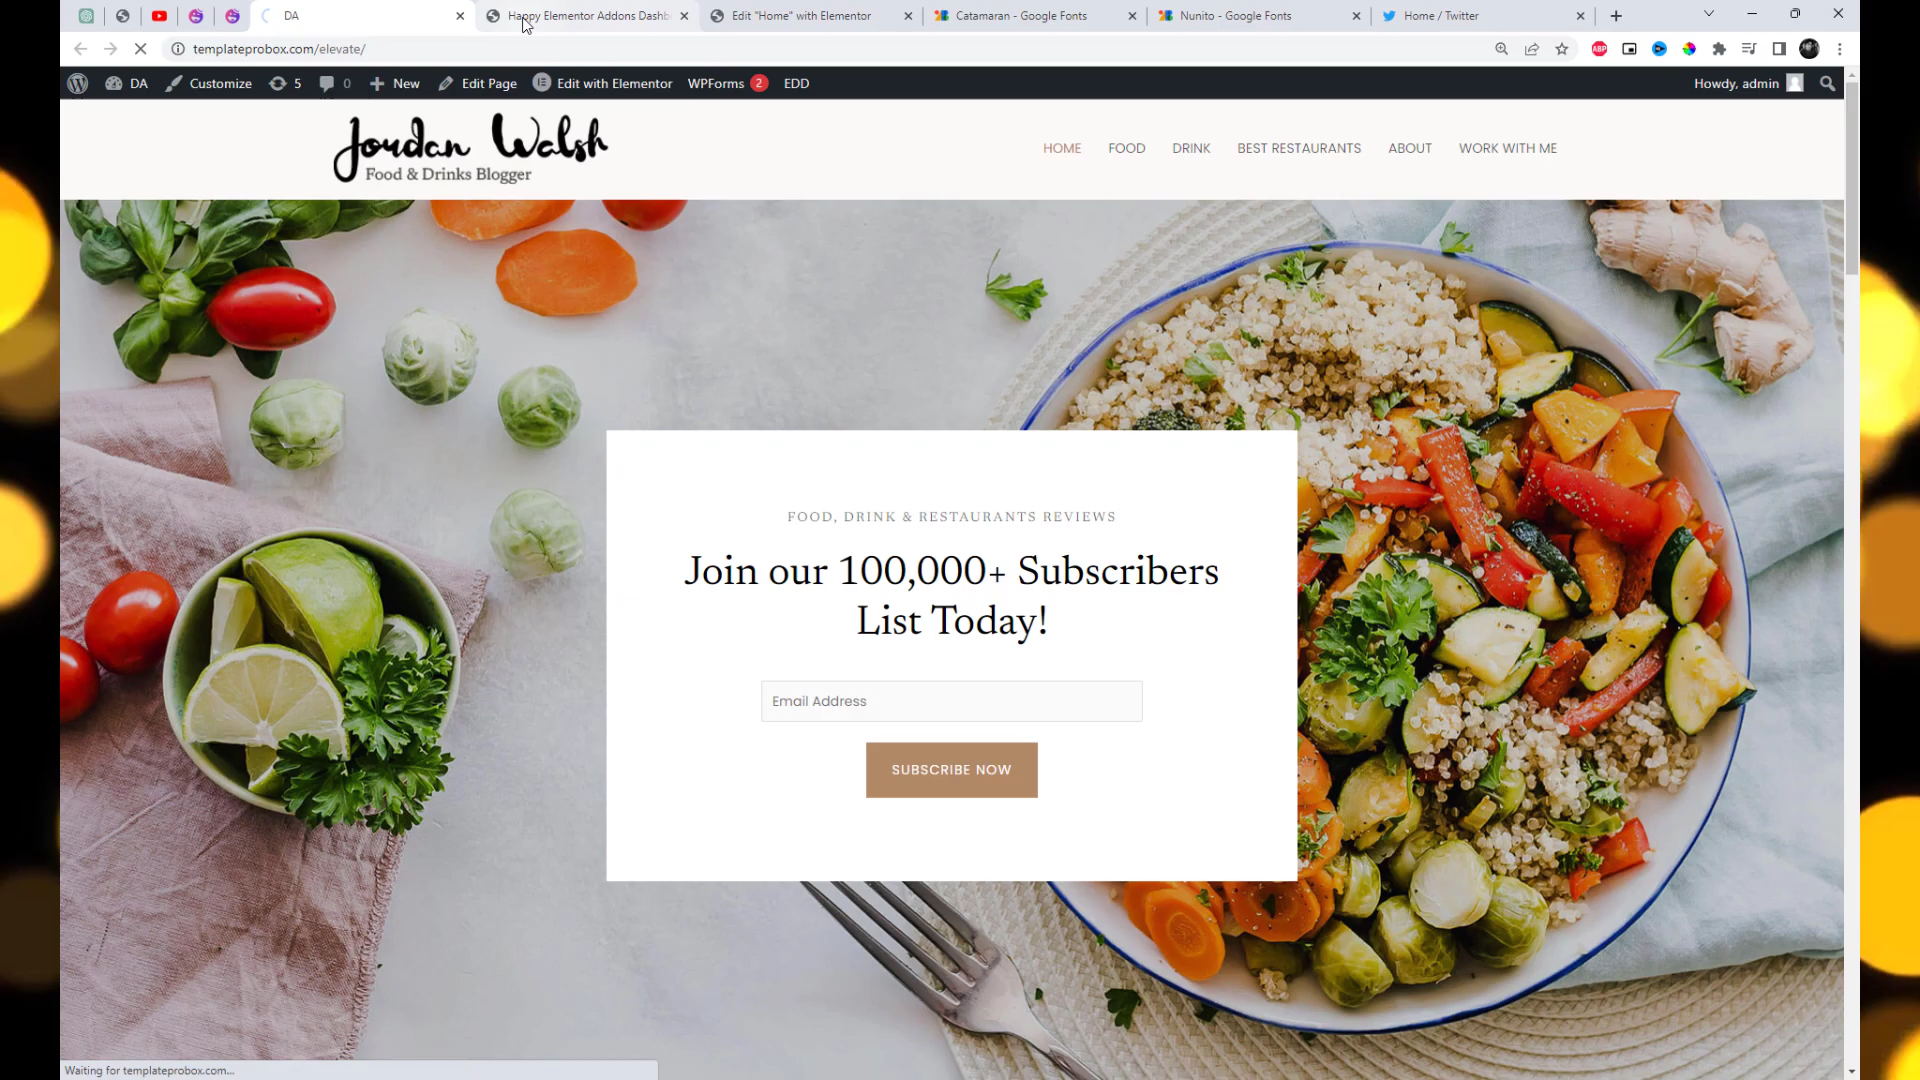 DA
Happy Elementor Addons Dashb
Edit "Home" with Elementor
Catamaran - Google Fonts
Nunito - Google Fonts
Home / Twitter
templateprobox.com/elevate/
ABP
DA
Customize
5
0
New
Edit Page
Edit with Elementor
WPForms 2
EDD
Howdy, admin
Jordan Walsh
Food & Drinks Blogger
HOME
FOOD
DRINK
BEST RESTAURANTS
ABOUT
WORK WITH ME
FOOD, DRINK & RESTAURANTS REVIEWS
Join our 100,000+ Subscribers
List Today!
Email Address
SUBSCRIBE NOW
Waiting for templateprobox.com...